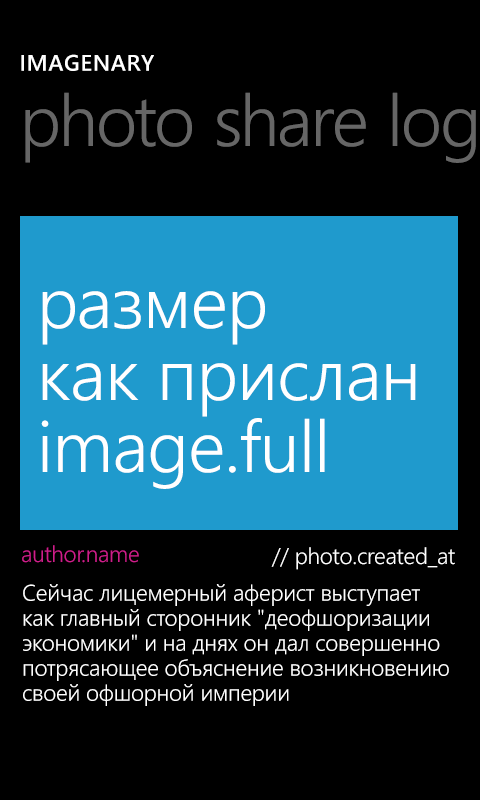 IMAGENARY
photo share log
размер
как прислан
image.full
author.name
// photo.created_at
Сейчас лицемерный аферист выступает
как главный сторонник "деофшоризации
экономики" и на днях он дал совершенно
потрясающее объяснение возникновению
своей офшорной империи